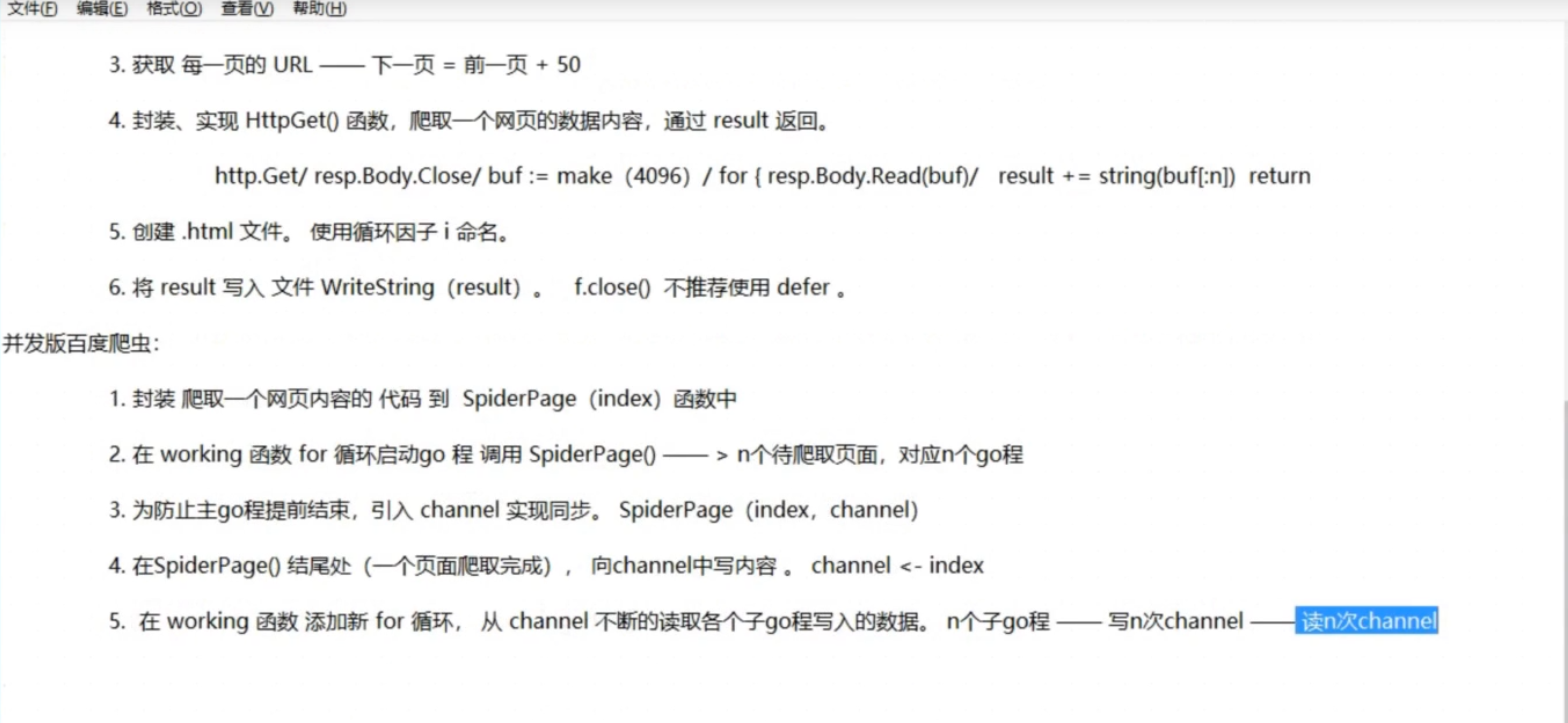 文件(F) 编辑(E) 格式(O) 查看(V) 帮助(H)
3. 获取 每一页的 URL —— 下一页 = 前一页 + 50
4. 封装、实现 HttpGet() 函数，爬取一个网页的数据内容，通过 result 返回。
http.Get/ resp.Body.Close/ buf := make（4096）/ for { resp.Body.Read(buf)/ result += string(buf[:n]) return
5. 创建 .html 文件。 使用循环因子 i 命名。
6. 将 result 写入 文件 WriteString（result）。 f.close() 不推荐使用 defer 。
并发版百度爬虫：
1. 封装 爬取一个网页内容的 代码 到 SpiderPage（index）函数中
2. 在 working 函数 for 循环启动go 程 调用 SpiderPage() —— > n个待爬取页面，对应n个go程
3. 为防止主go程提前结束，引入 channel 实现同步。 SpiderPage（index，channel）
4. 在SpiderPage() 结尾处（一个页面爬取完成）， 向channel中写内容 。 channel <- index
5. 在 working 函数 添加新 for 循环， 从 channel 不断的读取各个子go程写入的数据。 n个子go程 —— 写n次channel —— 读n次channel